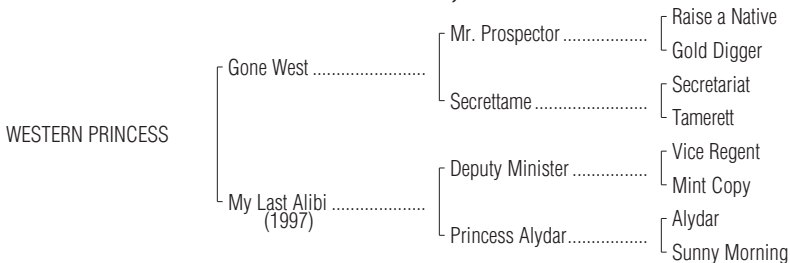 Raise a Native
Mr. Prospector
Gold Digger
Gone West
Secretariat
Secrettame
Tamerett
WESTERN PRINCESS
Vice Regent
Deputy Minister
Mint Copy
My Last Alibi
(1997)
Alydar
Princess Alydar
Sunny Morning